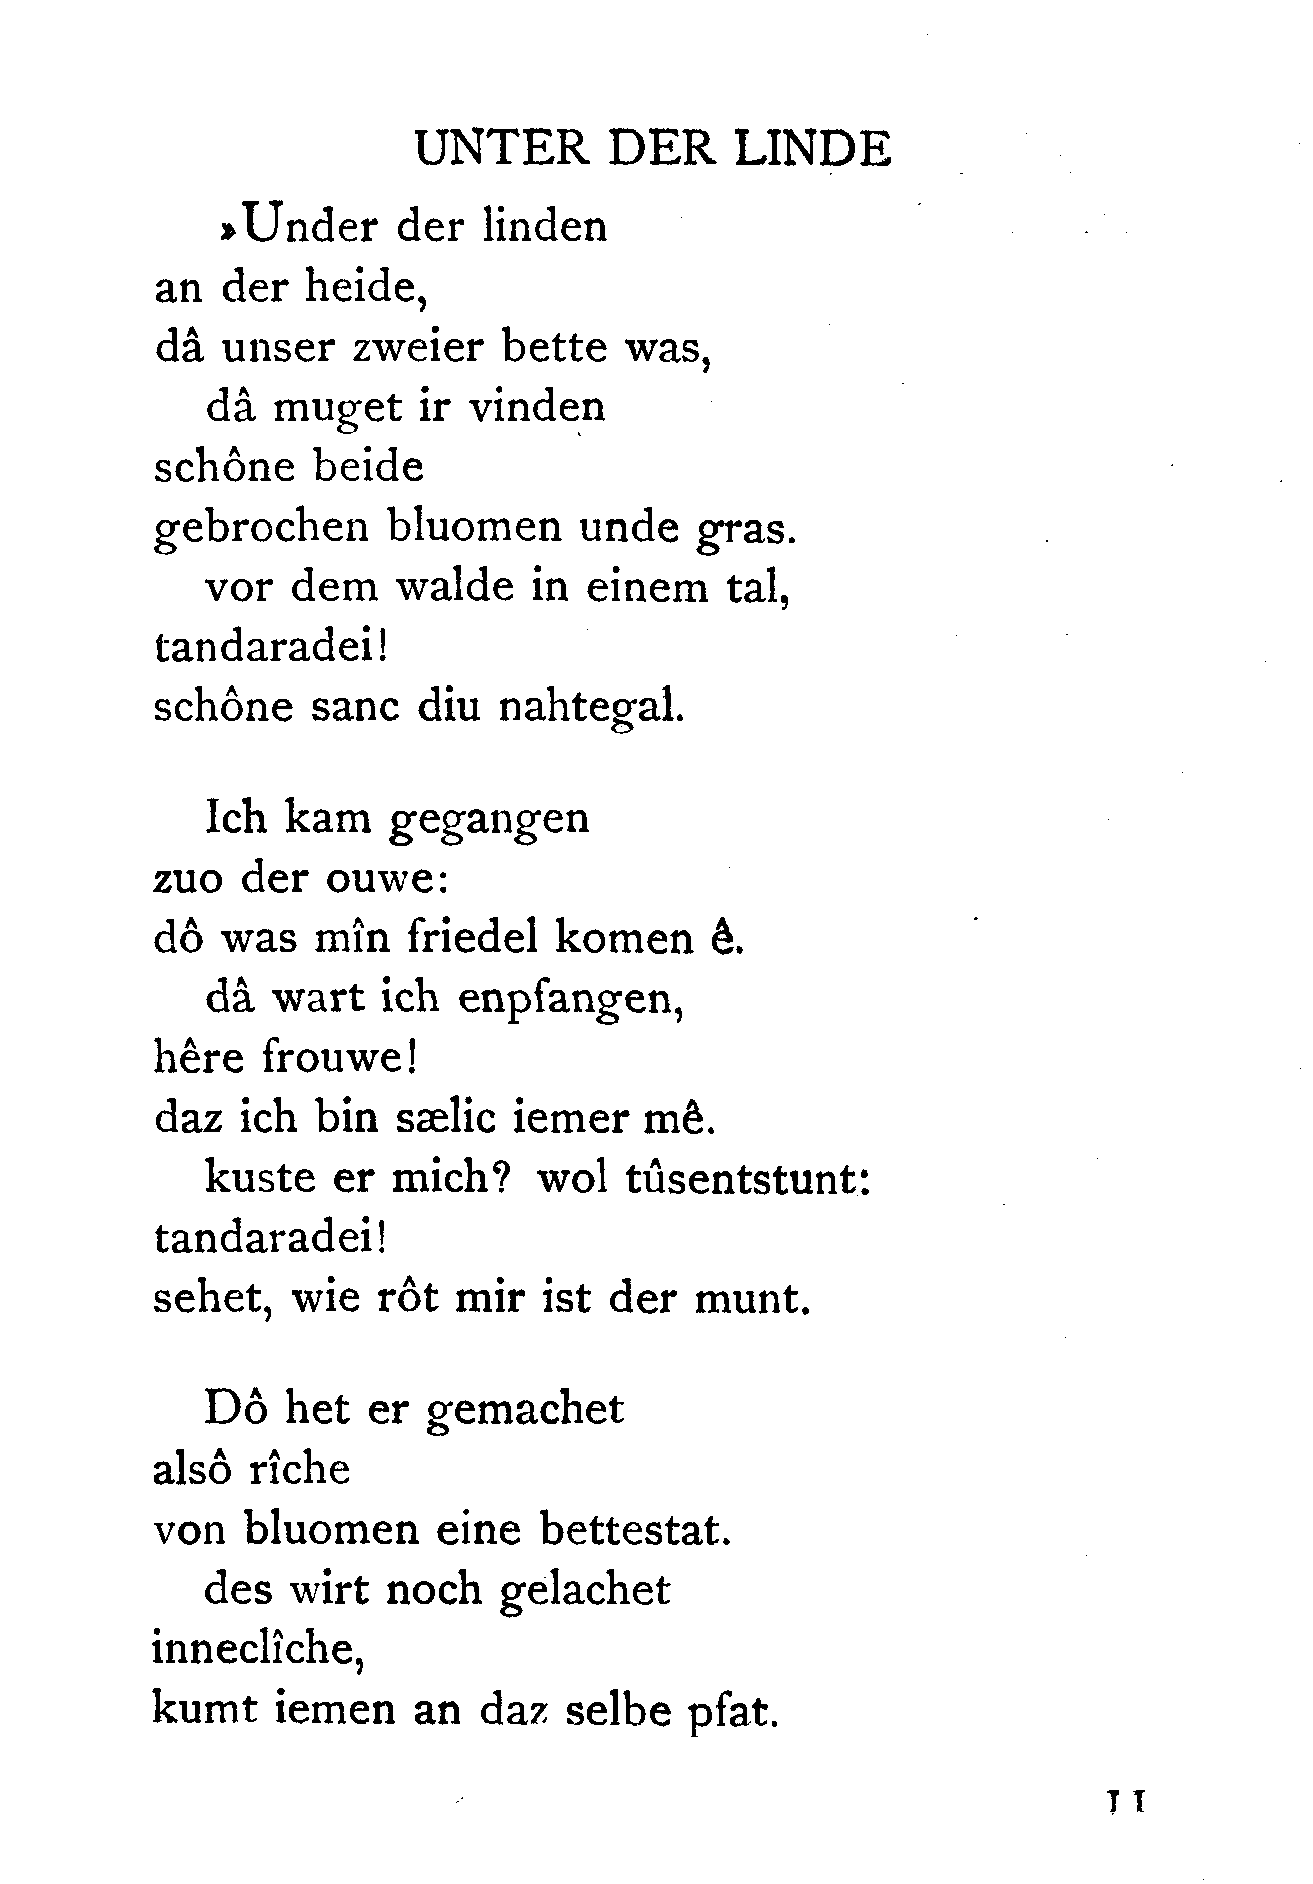 UNTER DER LINDE
»Under der linden
an der heide,
dâ unser zweier bette was,
dâ muget ir vinden
schône beide
gebrochen bluomen unde gras.
vor dem walde in einem tal,
tandaradei!
schône sanc diu nahtegal.
Ich kam gegangen
zuo der ouwe:
dô was mîn friedel komen ê.
dâ wart ich enpfangen,
hêre frouwe!
daz ich bin sælic iemer mê.
kuste er mich? wol tûsentstunt:
tandaradei!
sehet, wie rôt mir ist der munt.
Dô het er gemachet
alsô rîche
von bluomen eine bettestat.
des wirt noch gelachet
inneclîche,
kumt iemen an daz selbe pfat.
11